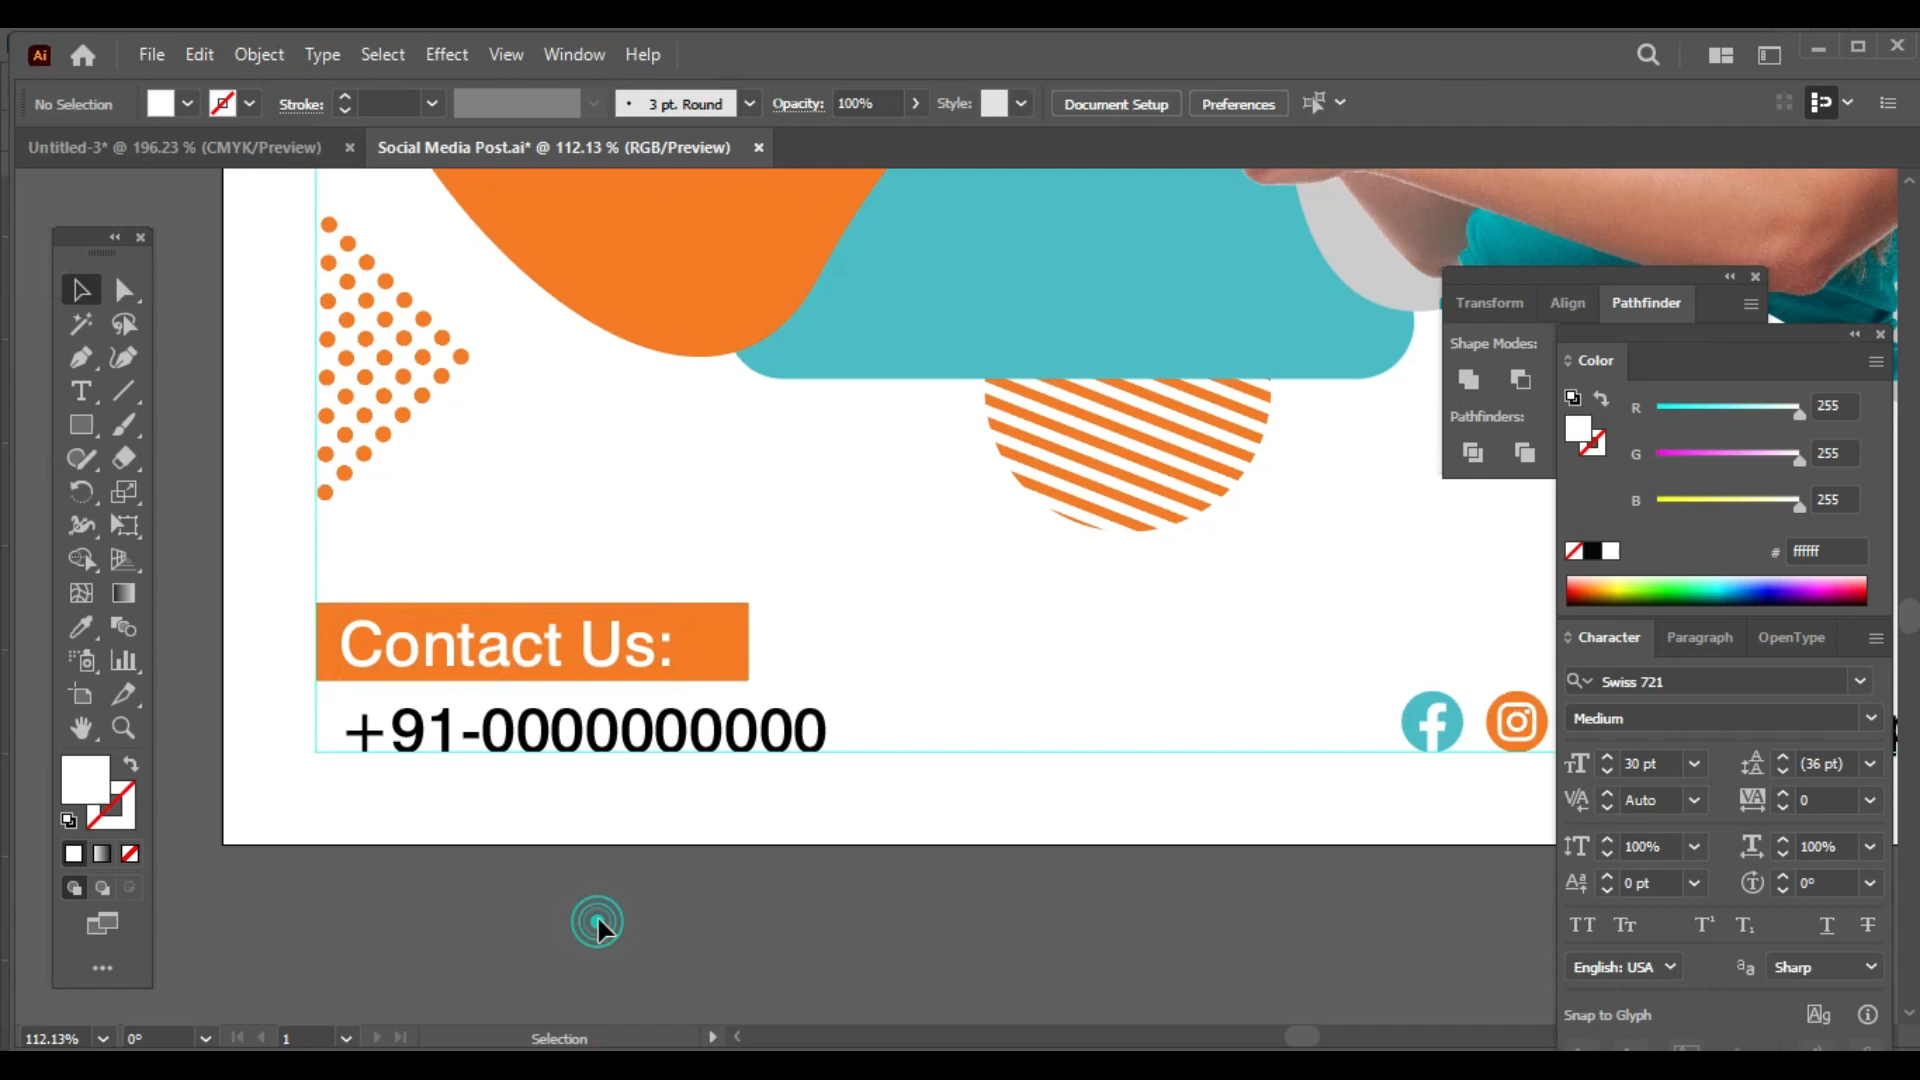 Ai File Edit Object Type Select Effect View Window Help
No Selection Stroke: 3 pt. Round Opacity: 100% Style: Document Setup Preferences
Untitled-3* @ 196.23 % (CMYK/Preview) × Social Media Post.ai* @ 112.13 % (RGB/Preview) ×
Transform Align Pathfinder
Shape Modes:
Pathfinders:
Color
R 255
G 453
B 255
# ffffff
Contact Us:
+91-0000000000
Character Paragraph OpenType
Swiss 721
Medium
30 pt (36 pt)
Auto 0
100% 100%
0 pt 0°
English: USA Sharp
Snap to Glyph
112.13% 0° 1 Selection